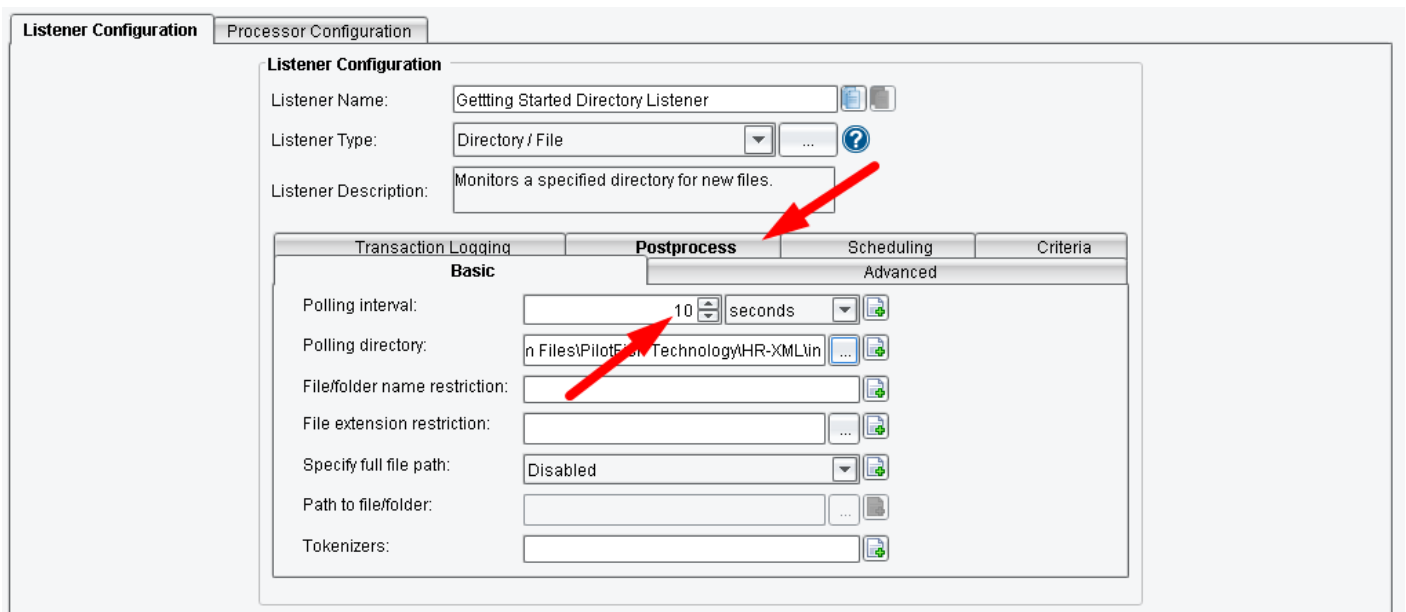 Listener Configuration Processor Configuration
Listener Configuration
Listener Name: Gettting Started Directory Listener
Listener Type: Directory / File ... ?
Listener Description: Monitors a specified directory for new files.
Transaction Logging Postprocess Scheduling Criteria
Basic Advanced
Polling interval: 10 seconds
Polling directory: n Files\PilotFish Technology\HR-XML\in ...
File/folder name restriction:
File extension restriction: ...
Specify full file path: Disabled
Path to file/folder: ...
Tokenizers: